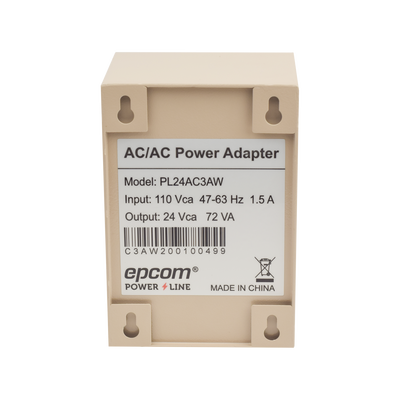 AC/AC Power Adapter
Model: PL24AC3AW
Input: 110 Vca 47-63 Hz 1.5 A
Output: 24 Vca 72 VA
C3AW200100499
epcom®
POWER LINE
MADE IN CHINA